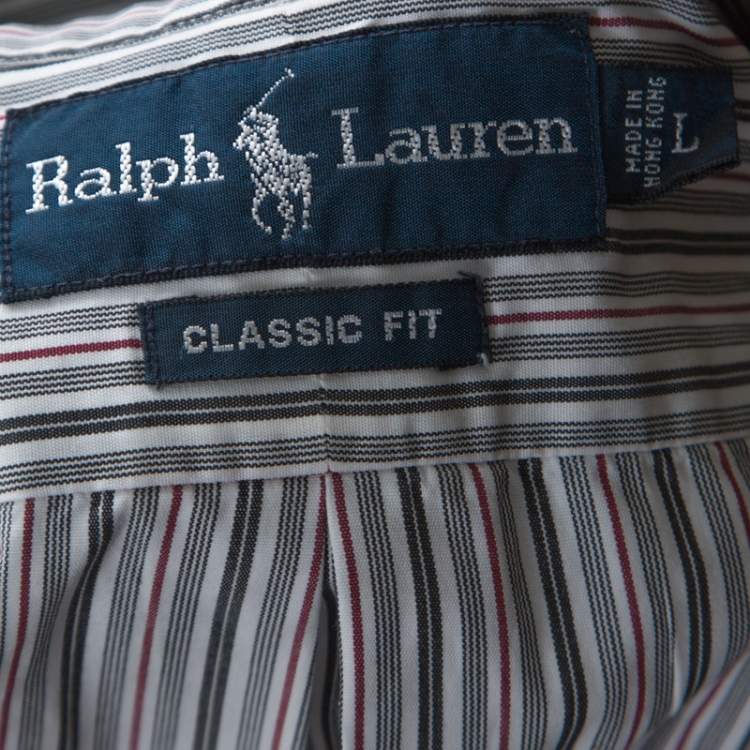 Ralph Lauren
MADE IN
HONG KONG
L
CLASSIC FIT